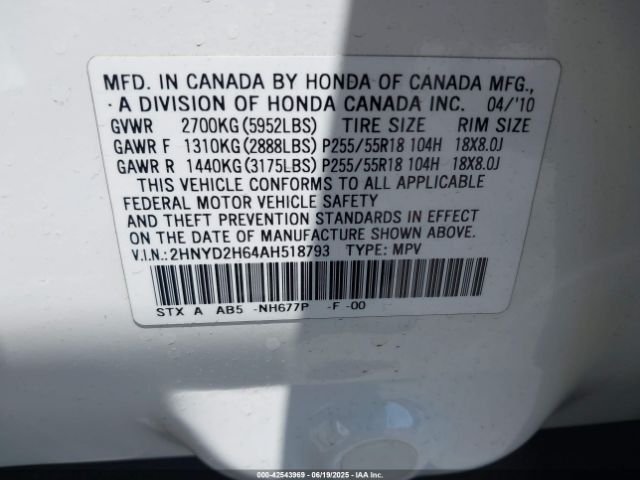 MFD. IN CANADA BY HONDA OF CANADA MFG.,
A DIVISION OF HONDA CANADA INC. 04/'10
GVWR 2700KG(5952LBS) TIRE SIZE RIM SIZE
GAWR F 1310KG(2888LBS) P255/55R18 104H 18X8.0J
GAWR R 1440KG(3175LBS) P255/55R18 104H 18X8.0J
THIS VEHICLE CONFORMS TO ALL APPLICABLE
FEDERAL MOTOR VEHICLE SAFETY
AND THEFT PREVENTION STANDARDS IN EFFECT
ON THE DATE OF MANUFACTURE SHOWN ABOVE.
V.I.N.: 2HNYD2H64AH518793 TYPE: MPV
STX A AB5 -NH677P -F -00
000-42543969 - 06/19/2025 - IAA Inc.